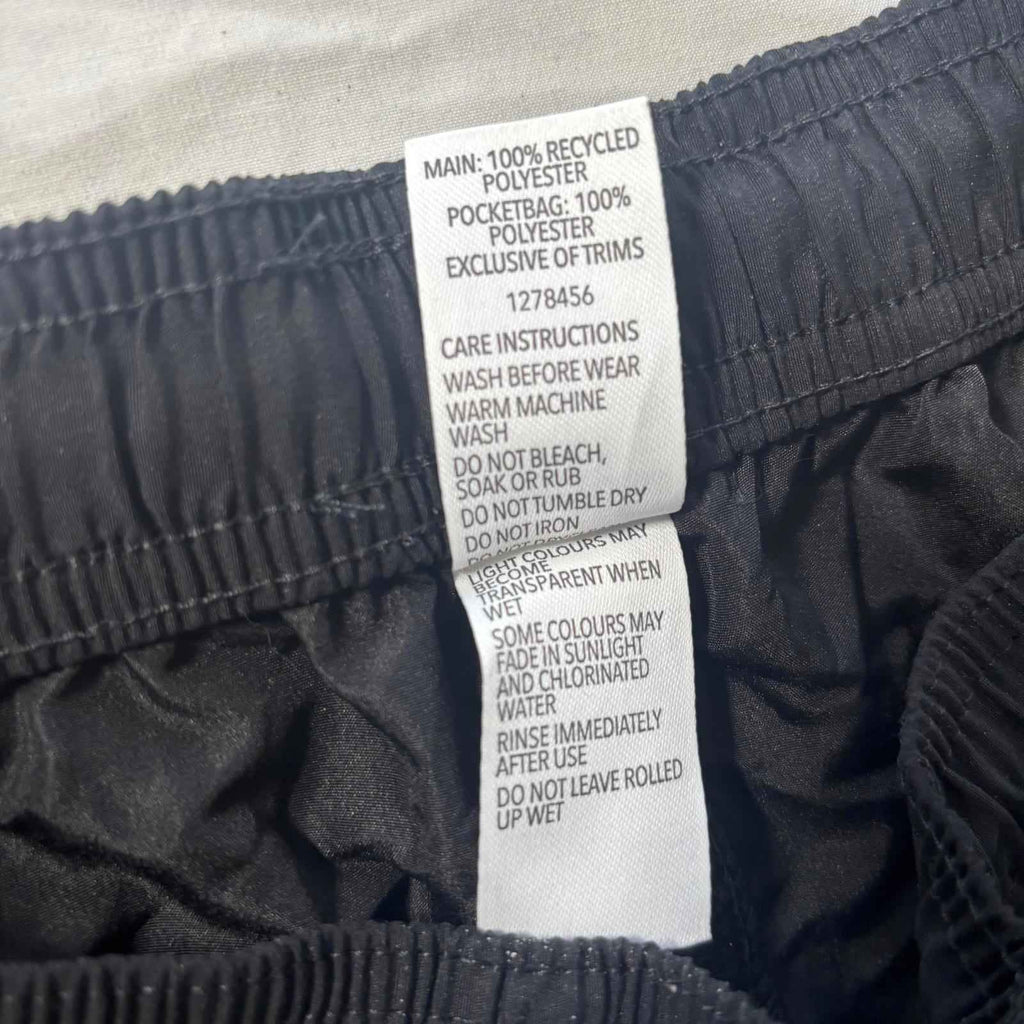 MAIN: 100% RECYCLED
POLYESTER
POCKETBAG: 100%
POLYESTER
EXCLUSIVE OF TRIMS
1278456
CARE INSTRUCTIONS
WASH BEFORE WEAR
WARM MACHINE
WASH
DO NOT BLEACH,
SOAK OR RUB
DO NOT TUMBLE DRY
DO NOT IRON
DO NOT
LIGHT COLOURS MAY
BECOME
TRANSPARENT WHEN
WET
SOME COLOURS MAY
FADE IN SUNLIGHT
AND CHLORINATED
WATER
RINSE IMMEDIATELY
AFTER USE
DO NOT LEAVE ROLLED
UP WET